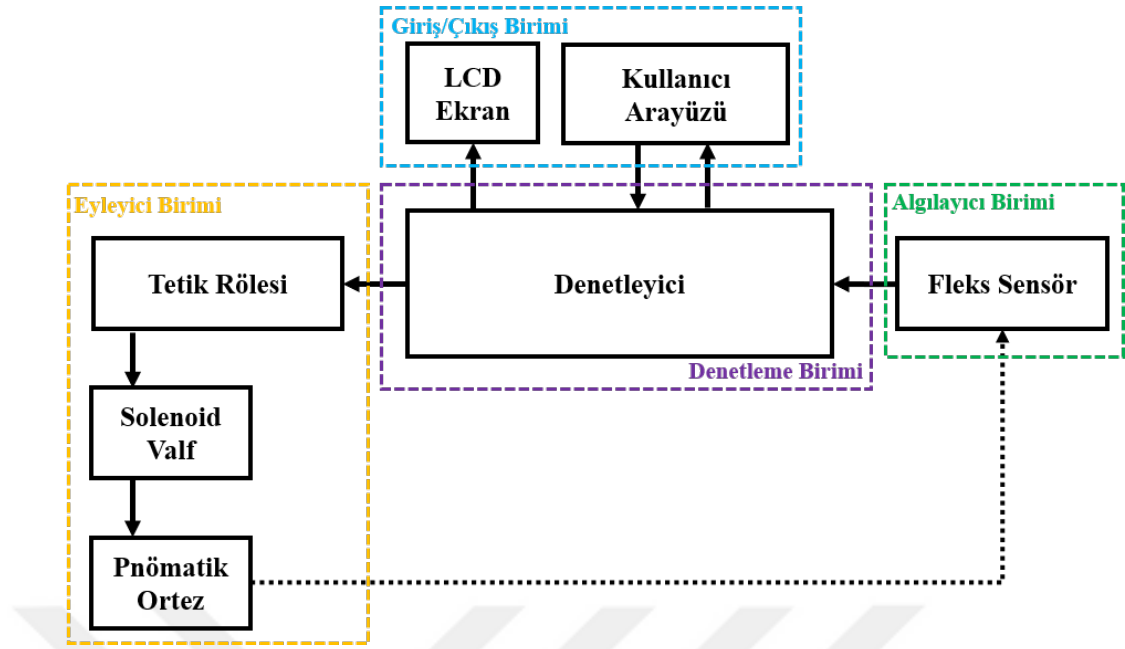 Giriş/Çıkış Birimi
LCD
Ekran
Kullanıcı
Arayüzü
Eyleyici Birimi
Algılayıcı Birimi
Tetik Rölesi
Denetleyici
Fleks Sensör
Denetleme Birimi
Solenoid
Valf
Pnömatik
Ortez